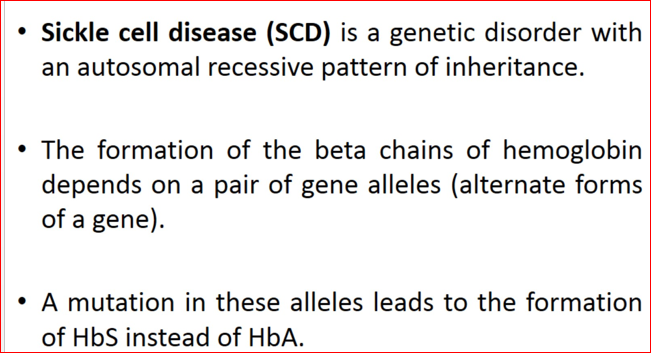 • Sickle cell disease (SCD) is a genetic disorder with
an autosomal recessive pattern of inheritance.
• The formation of the beta chains of hemoglobin
depends on a pair of gene alleles (alternate forms
of a gene).
• A mutation in these alleles leads to the formation
of HbS instead of HbA.